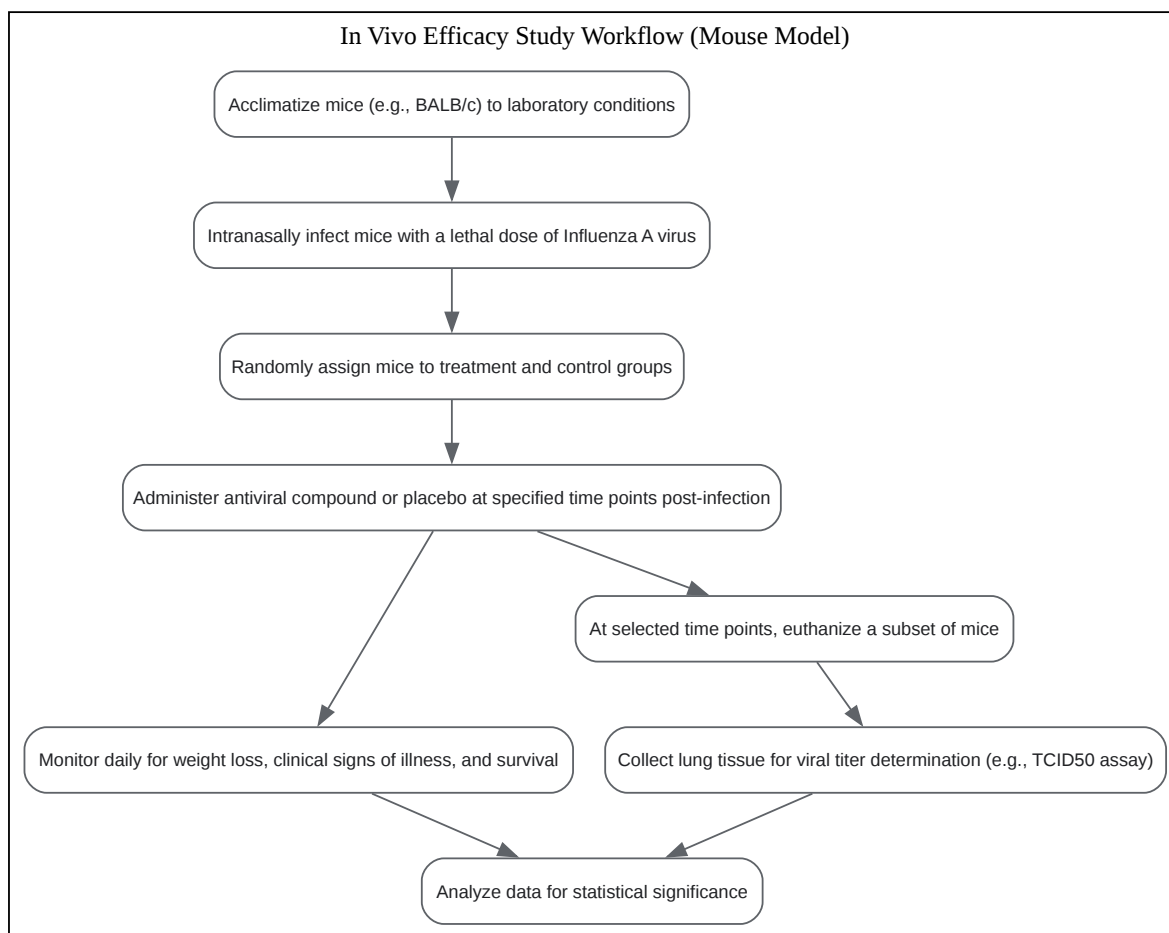 In Vivo Efficacy Study Workflow (Mouse Model)
Acclimatize mice (e.g., BALB/c) to laboratory conditions
Intranasally infect mice with a lethal dose of Influenza A virus
Randomly assign mice to treatment and control groups
Administer antiviral compound or placebo at specified time points post-infection
At selected time points, euthanize a subset of mice
Monitor daily for weight loss, clinical signs of illness, and survival
Collect lung tissue for viral titer determination (e.g., TCID50 assay)
Analyze data for statistical significance